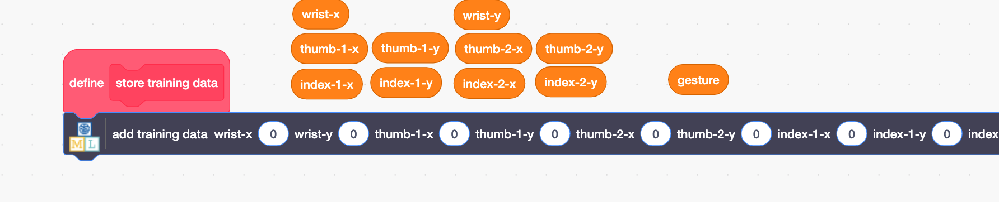 wrist-x wrist-y
thumb-1-x thumb-1-y thumb-2-x thumb-2-y
define store training data index-1-x index-1-y index-2-x index-2-y gesture
add training data wrist-x 0 wrist-y 0 thumb-1-x 0 thumb-1-y 0 thumb-2-x 0 thumb-2-y 0 index-1-x 0 index-1-y 0 index
M L